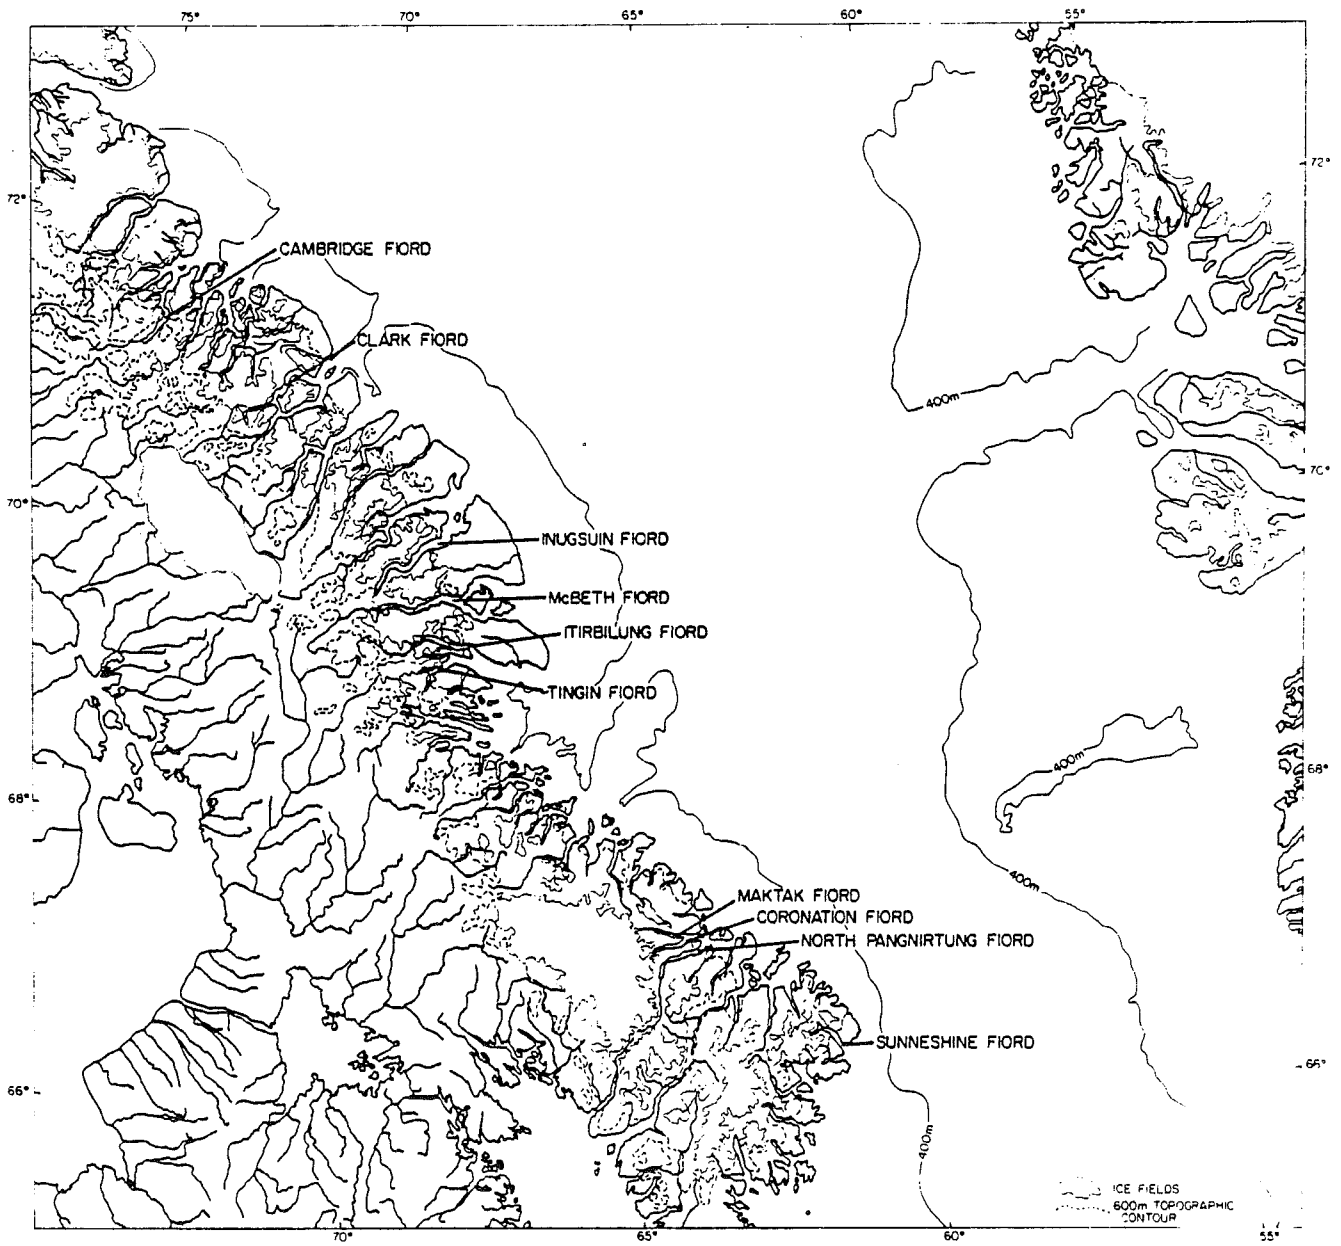 75° 70° 65° 60° 55°
72°
72°
CAMBRIDGE FIORD
CLARK FIORD
400m
70°
70°
INUGSUIN FIORD
McBETH FIORD
ITIRBILUNG FIORD
TINGIN FIORD
400m
68°
68°
400m
MAKTAK FIORD
CORONATION FIORD
NORTH PANGNIRTUNG FIORD
SUNNESHINE FIORD
66°
66°
400m
ICE FIELDS
600m TOPOGRAPHIC
CONTOUR
70° 65° 60° 55°